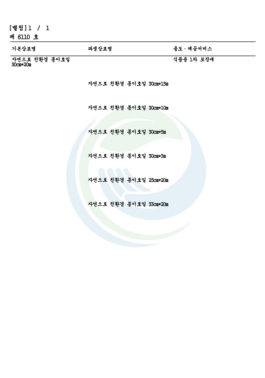 [별첨] 1 / 1
제 6110 호
기본상표명 파생상표명 용도·제공서비스
자연으로 친환경 종이호일 30cm×20m 식품용 1차 포장재
자연으로 친환경 종이호일 30cm×15m
자연으로 친환경 종이호일 30cm×10m
자연으로 친환경 종이호일 30cm×5m
자연으로 친환경 종이호일 30cm×3m
자연으로 친환경 종이호일 25cm×20m
자연으로 친환경 종이호일 33cm×20m